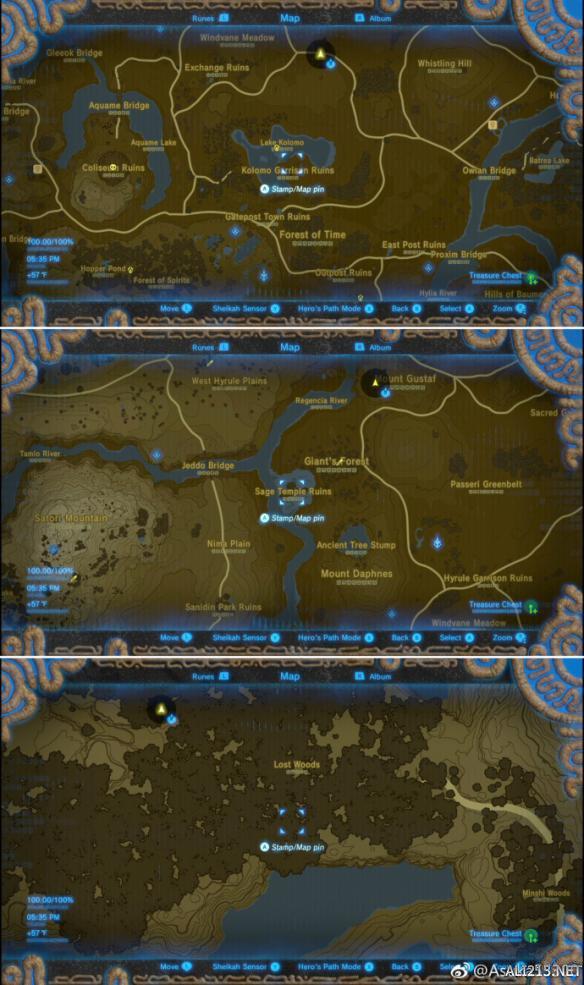 Runes L Map R Album
Windvane Meadow
Gleeok Bridge
Exchange Ruins
Whistling Hill
Aquame Bridge
Bridge
Aquame Lake
Lake Kolomo
Coliseum Ruins
Kolomo Garrison Ruins
Owlan Bridge
Batrea Lake
A Stamp/Map pin
Gatepost Town Ruins
Forest of Time
East Post Ruins
Proxim Bridge
100.00/100%
05:35 PM
+57 °F
Hopper Pond
Forest of Spirits
Outpost Ruins
Treasure Chest
Hylia River
Hills of Baumer
Move L Sheikah Sensor Y Hero's Path Mode X Back B Select A Zoom
Runes L Map R Album
West Hyrule Plains
Mount Gustaf
Regencia River
Sacred G
Tamio River
Jeddo Bridge
Giant's Forest
Sage Temple Ruins
Passeri Greenbelt
A Stamp/Map pin
Satori Mountain
Nima Plain
Ancient Tree Stump
Mount Daphnes
100.00/100%
05:35 PM
+57 °F
Hyrule Garrison Ruins
Sanidin Park Ruins
Treasure Chest
Windvane Meadow
Move L Sheikah Sensor Y Hero's Path Mode X Back B Select A Zoom
Runes L Map R Album
Lost Woods
A Stamp/Map pin
Minshi Woods
100.00/100%
05:35 PM
+57 °F
Treasure Chest
Move L Sheikah Sensor Y Hero's Path Mode X Back B